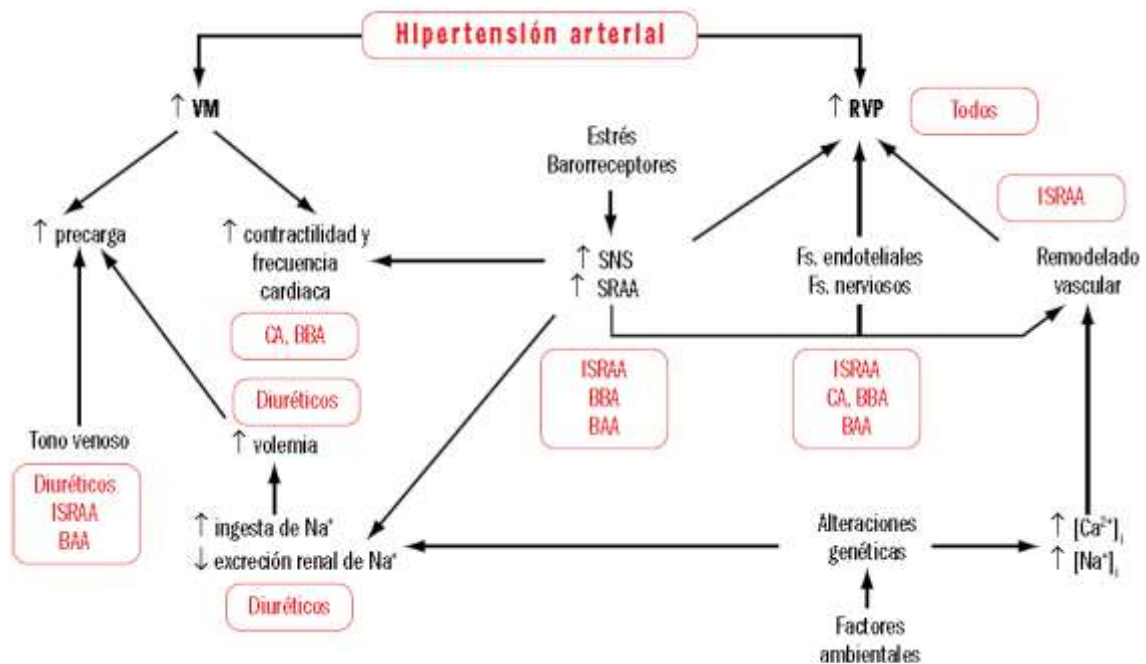 Hipertensión arterial
↑ VM
↑ RVP
Todos
Estrés
Barorreceptores
ISRAA
↑ precarga
↑ contractilidad y
frecuencia
cardiaca
↑ SNS
↑ SRAA
Fs. endoteliales
Fs. nerviosos
Remodelado
vascular
CA, BBA
ISRAA
BBA
BAA
ISRAA
CA, BBA
BAA
Diuréticos
Tono venoso
↑ volemia
Diuréticos
ISRAA
BAA
↑ ingesta de Na⁺
↓ excreción renal de Na⁺
Alteraciones
genéticas
↑ [Ca²⁺]ᵢ
↑ [Na⁺]ᵢ
Diuréticos
Factores
ambientales